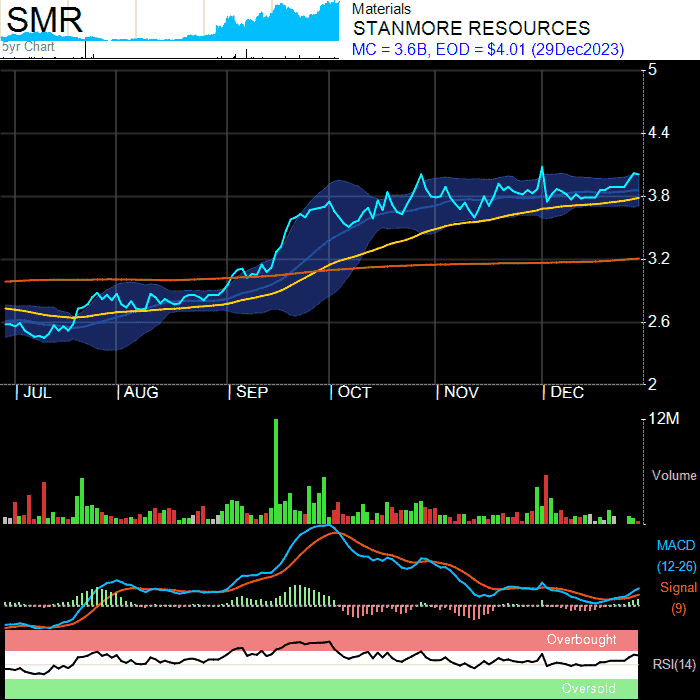 SMR
5yr Chart
Materials
STANMORE RESOURCES
MC = 3.6B, EOD = $4.01 (29Dec2023)
5
4.4
3.8
3.2
2.6
2
JUL AUG SEP OCT NOV DEC
12M
Volume
MACD
(12-26)
Signal
(9)
Overbought
RSI(14)
Oversold